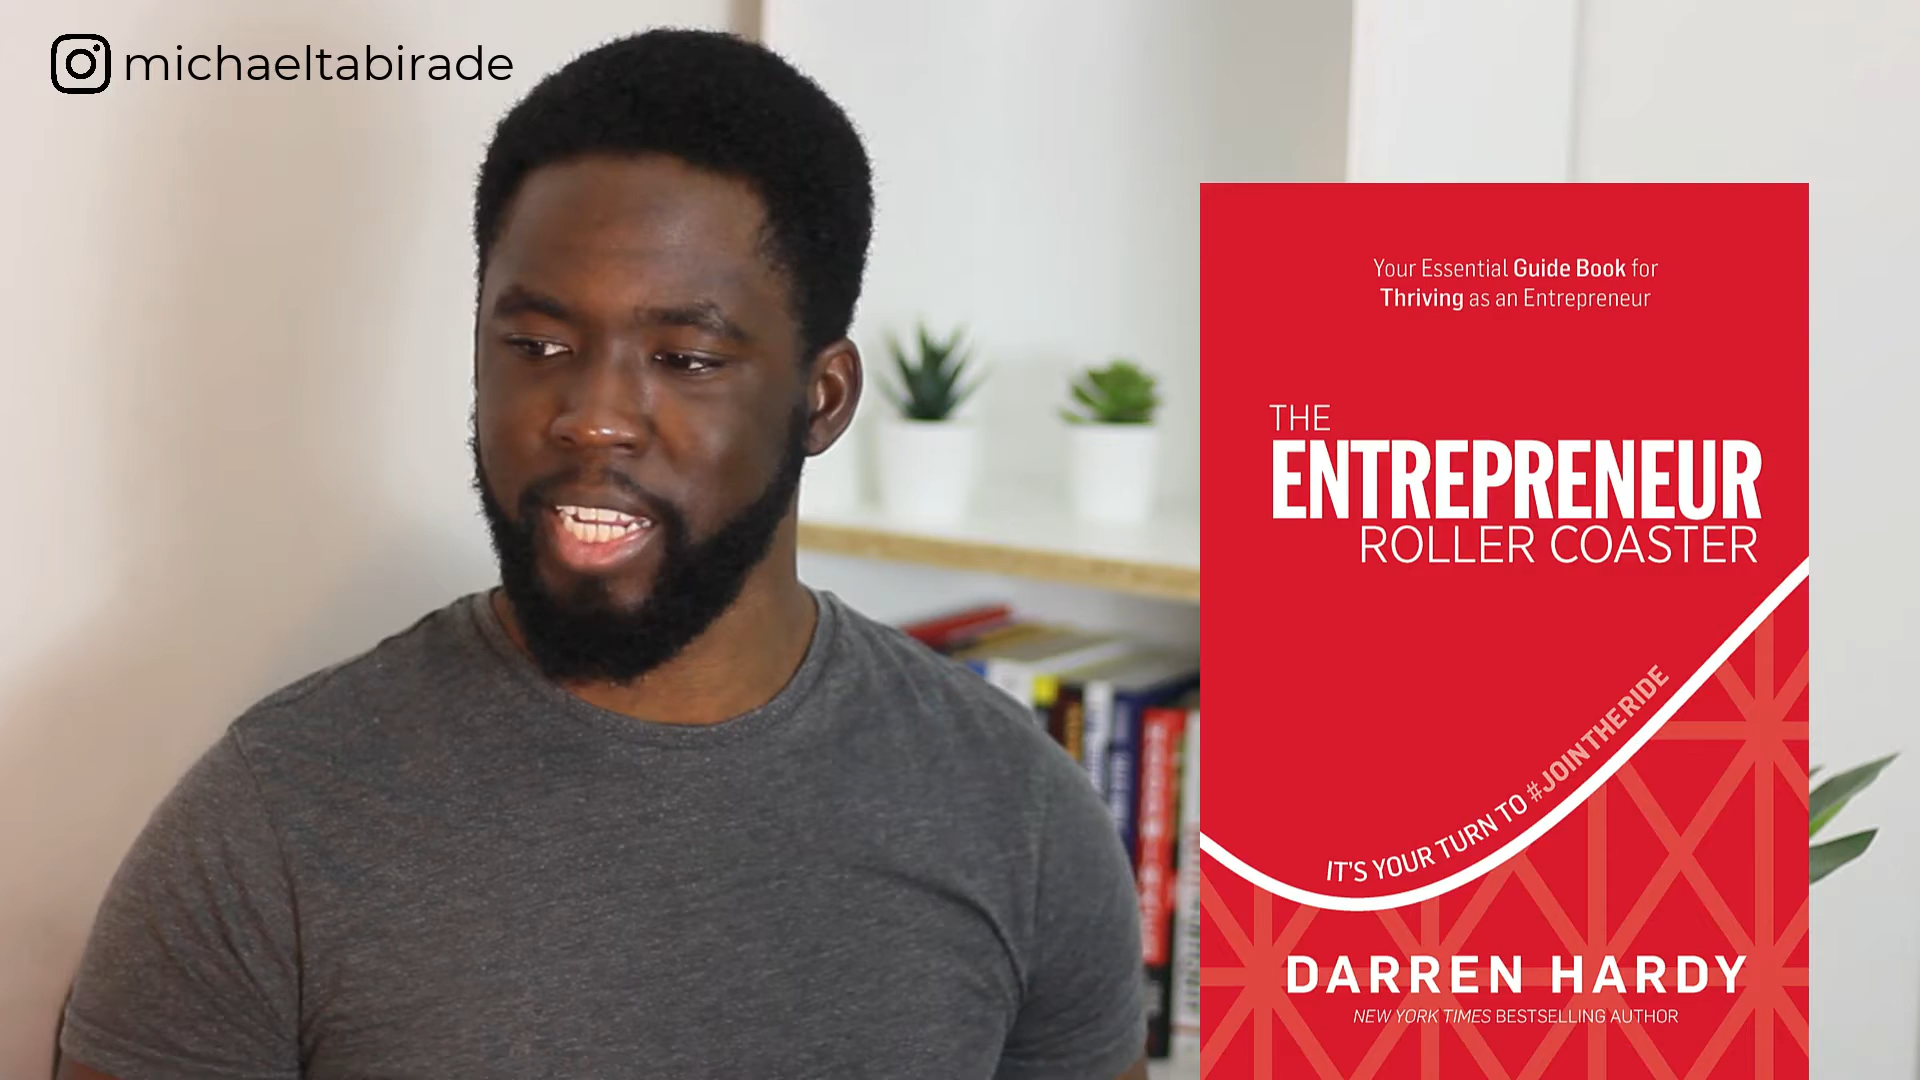 michaeltabirade
Your Essential Guide Book for
Thriving as an Entrepreneur
THE
ENTREPRENEUR
ROLLER COASTER
IT'S YOUR TURN TO #JOINTHERIDE
DARREN HARDY
NEW YORK TIMES BESTSELLING AUTHOR